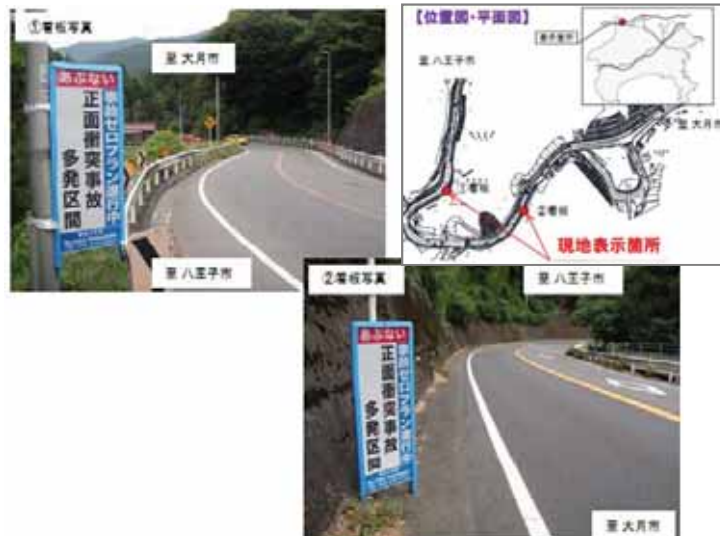 ①看板写真
至 大月市
あぶない
事故ゼロプラン進行中
正面衝突事故
多発区間
至 八王子市
【位置図・平面図】
至 八王子市
至 大月市
①看板
②看板
現地表示箇所
②看板写真
至 八王子市
あぶない
事故ゼロプラン進行中
正面衝突事故
多発区間
至 大月市